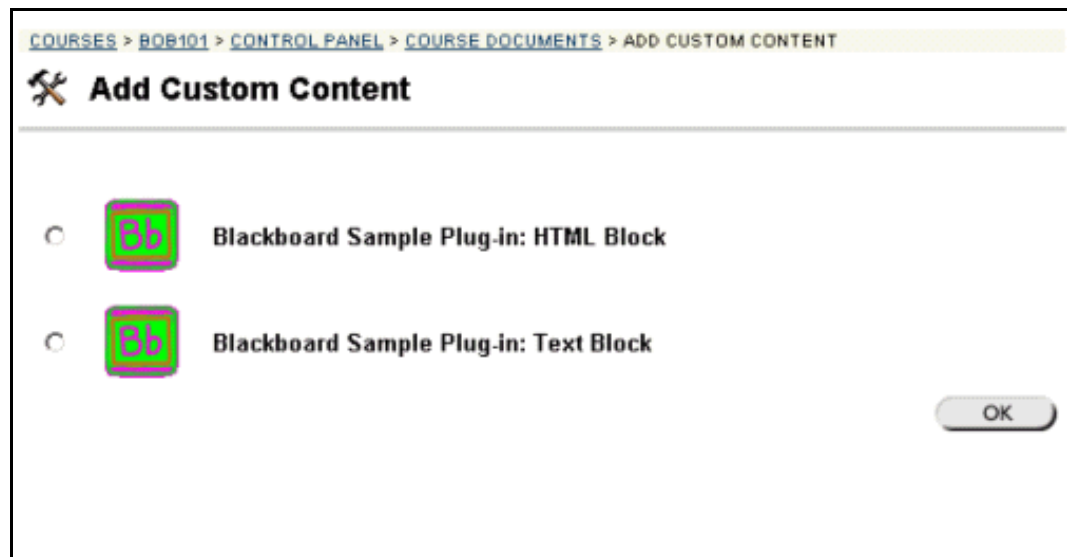 COURSES > BOB101 > CONTROL PANEL > COURSE DOCUMENTS > ADD CUSTOM CONTENT
Add Custom Content
Bb Blackboard Sample Plug-in: HTML Block
Bb Blackboard Sample Plug-in: Text Block
OK